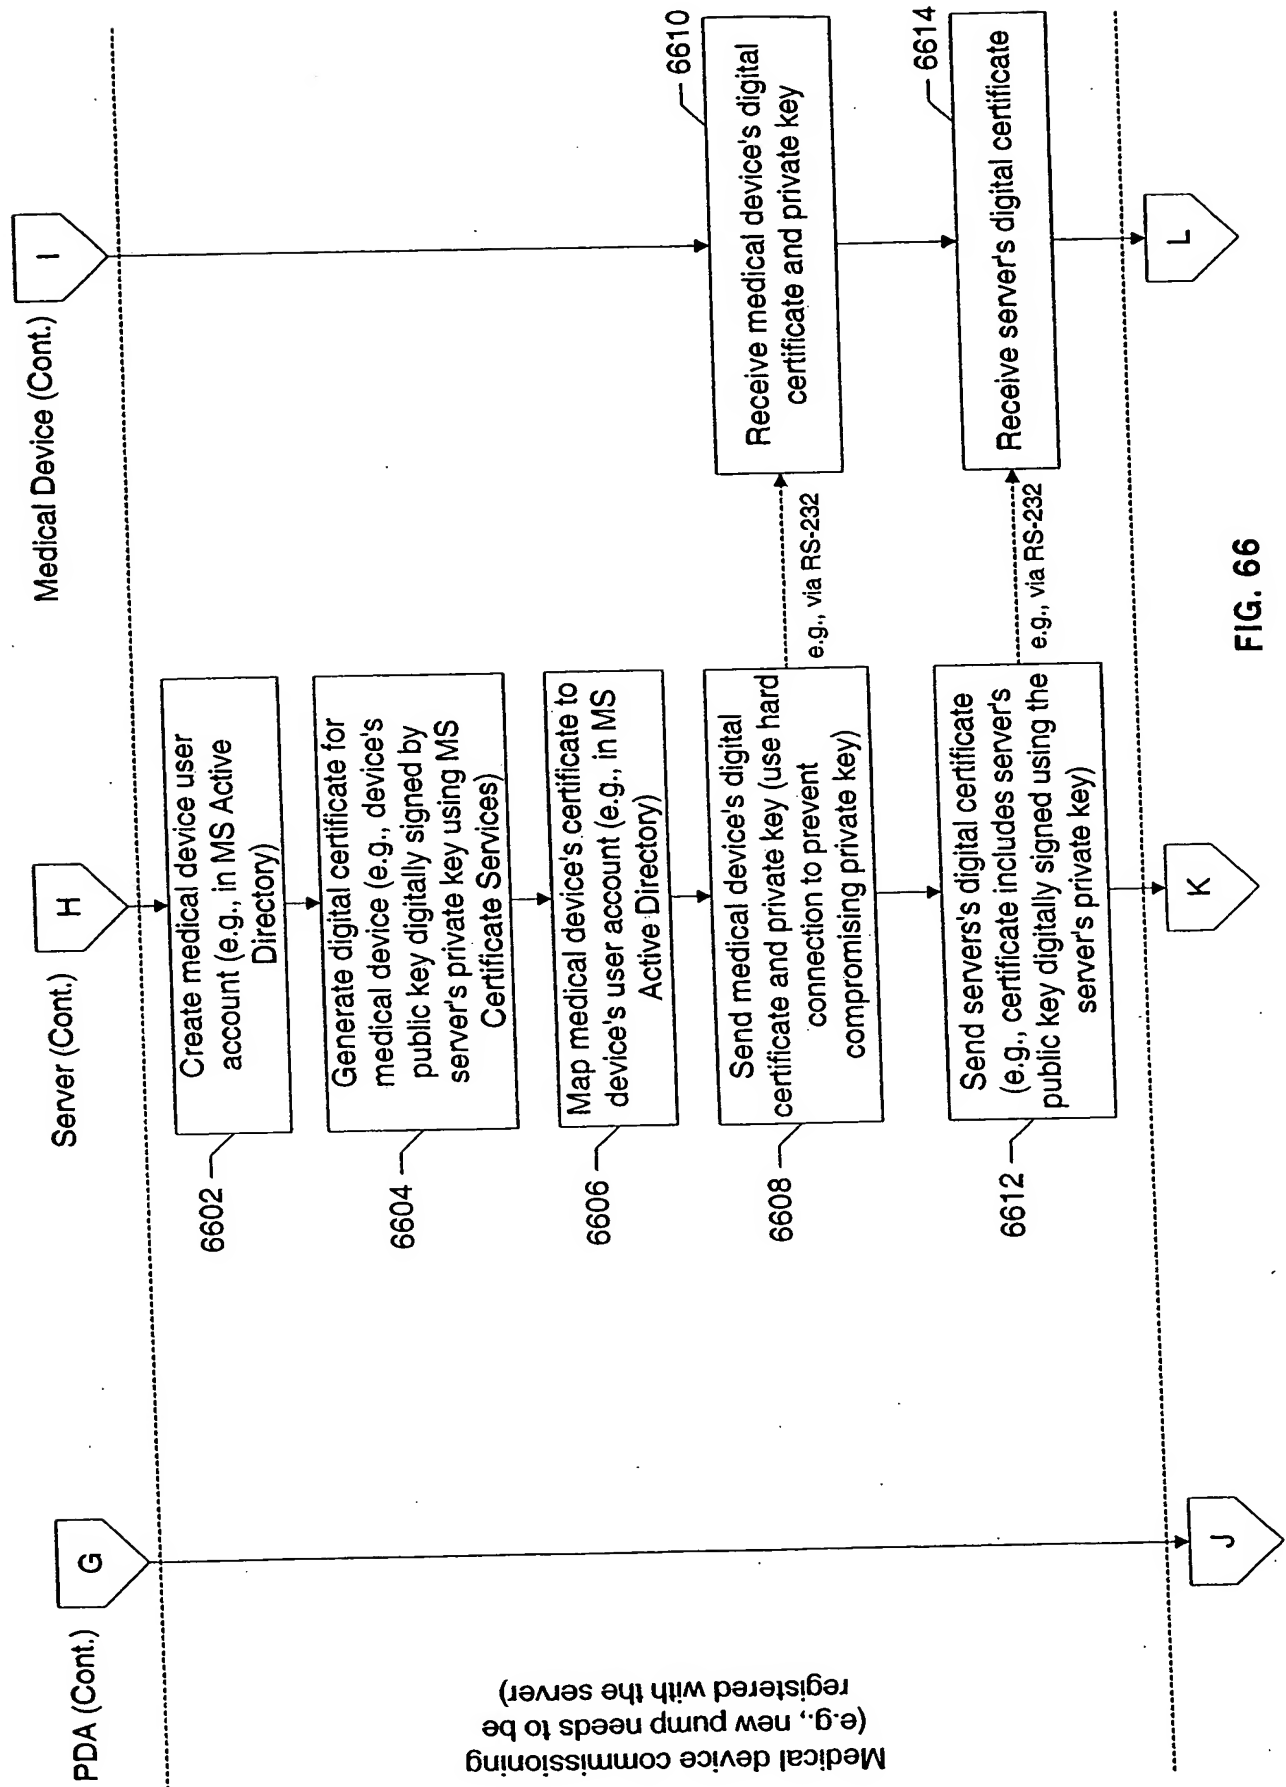 PDA (Cont.)
Server (Cont.)
Medical Device (Cont.)
G
H
I
Medical device commissioning
(e.g., new pump needs to be
registered with the server)
6602
Create medical device user
account (e.g., in MS Active
Directory)
6604
Generate digital certificate for
medical device (e.g., device's
public key digitally signed by
server's private key using MS
Certificate Services)
6606
Map medical device's certificate to
device's user account (e.g., in MS
Active Directory)
6608
Send medical device's digital
certificate and private key (use hard
connection to prevent
compromising private key)
e.g., via RS-232
6610
Receive medical device's digital
certificate and private key
6612
Send servers's digital certificate
(e.g., certificate includes server's
public key digitally signed using the
server's private key)
e.g., via RS-232
6614
Receive server's digital certificate
J
K
L
FIG. 66